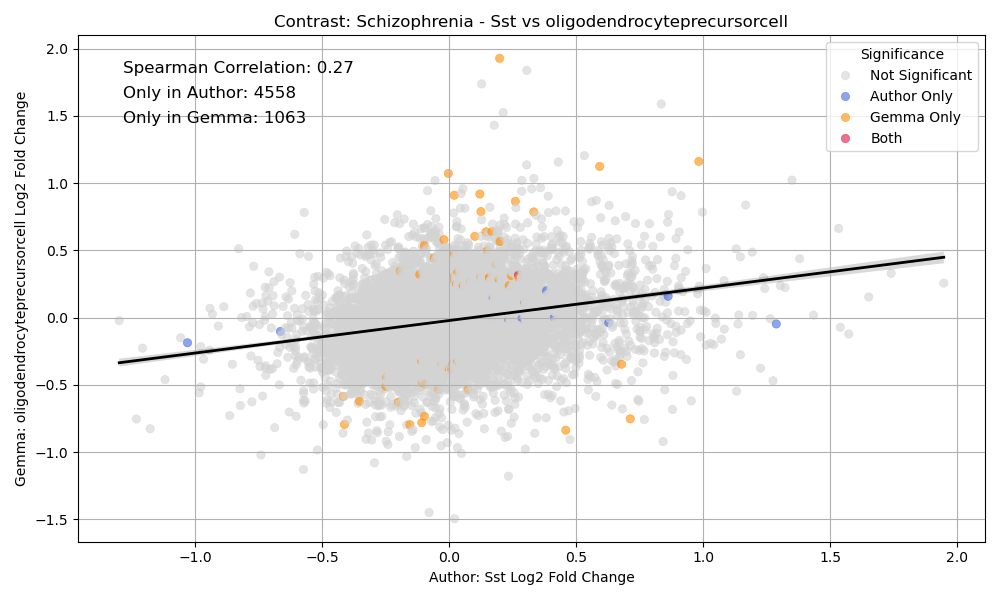 Contrast: Schizophrenia - Sst vs oligodendrocyteprecursorcell
Spearman Correlation: 0.27
Only in Author: 4558
Only in Gemma: 1063
Significance
Not Significant
Author Only
Gemma Only
Both
Gemma: oligodendrocyteprecursorcell Log2 Fold Change
2.0
1.5
1.0
0.5
0.0
−0.5
−1.0
−1.5
−1.0
−0.5
0.0
0.5
1.0
1.5
2.0
Author: Sst Log2 Fold Change